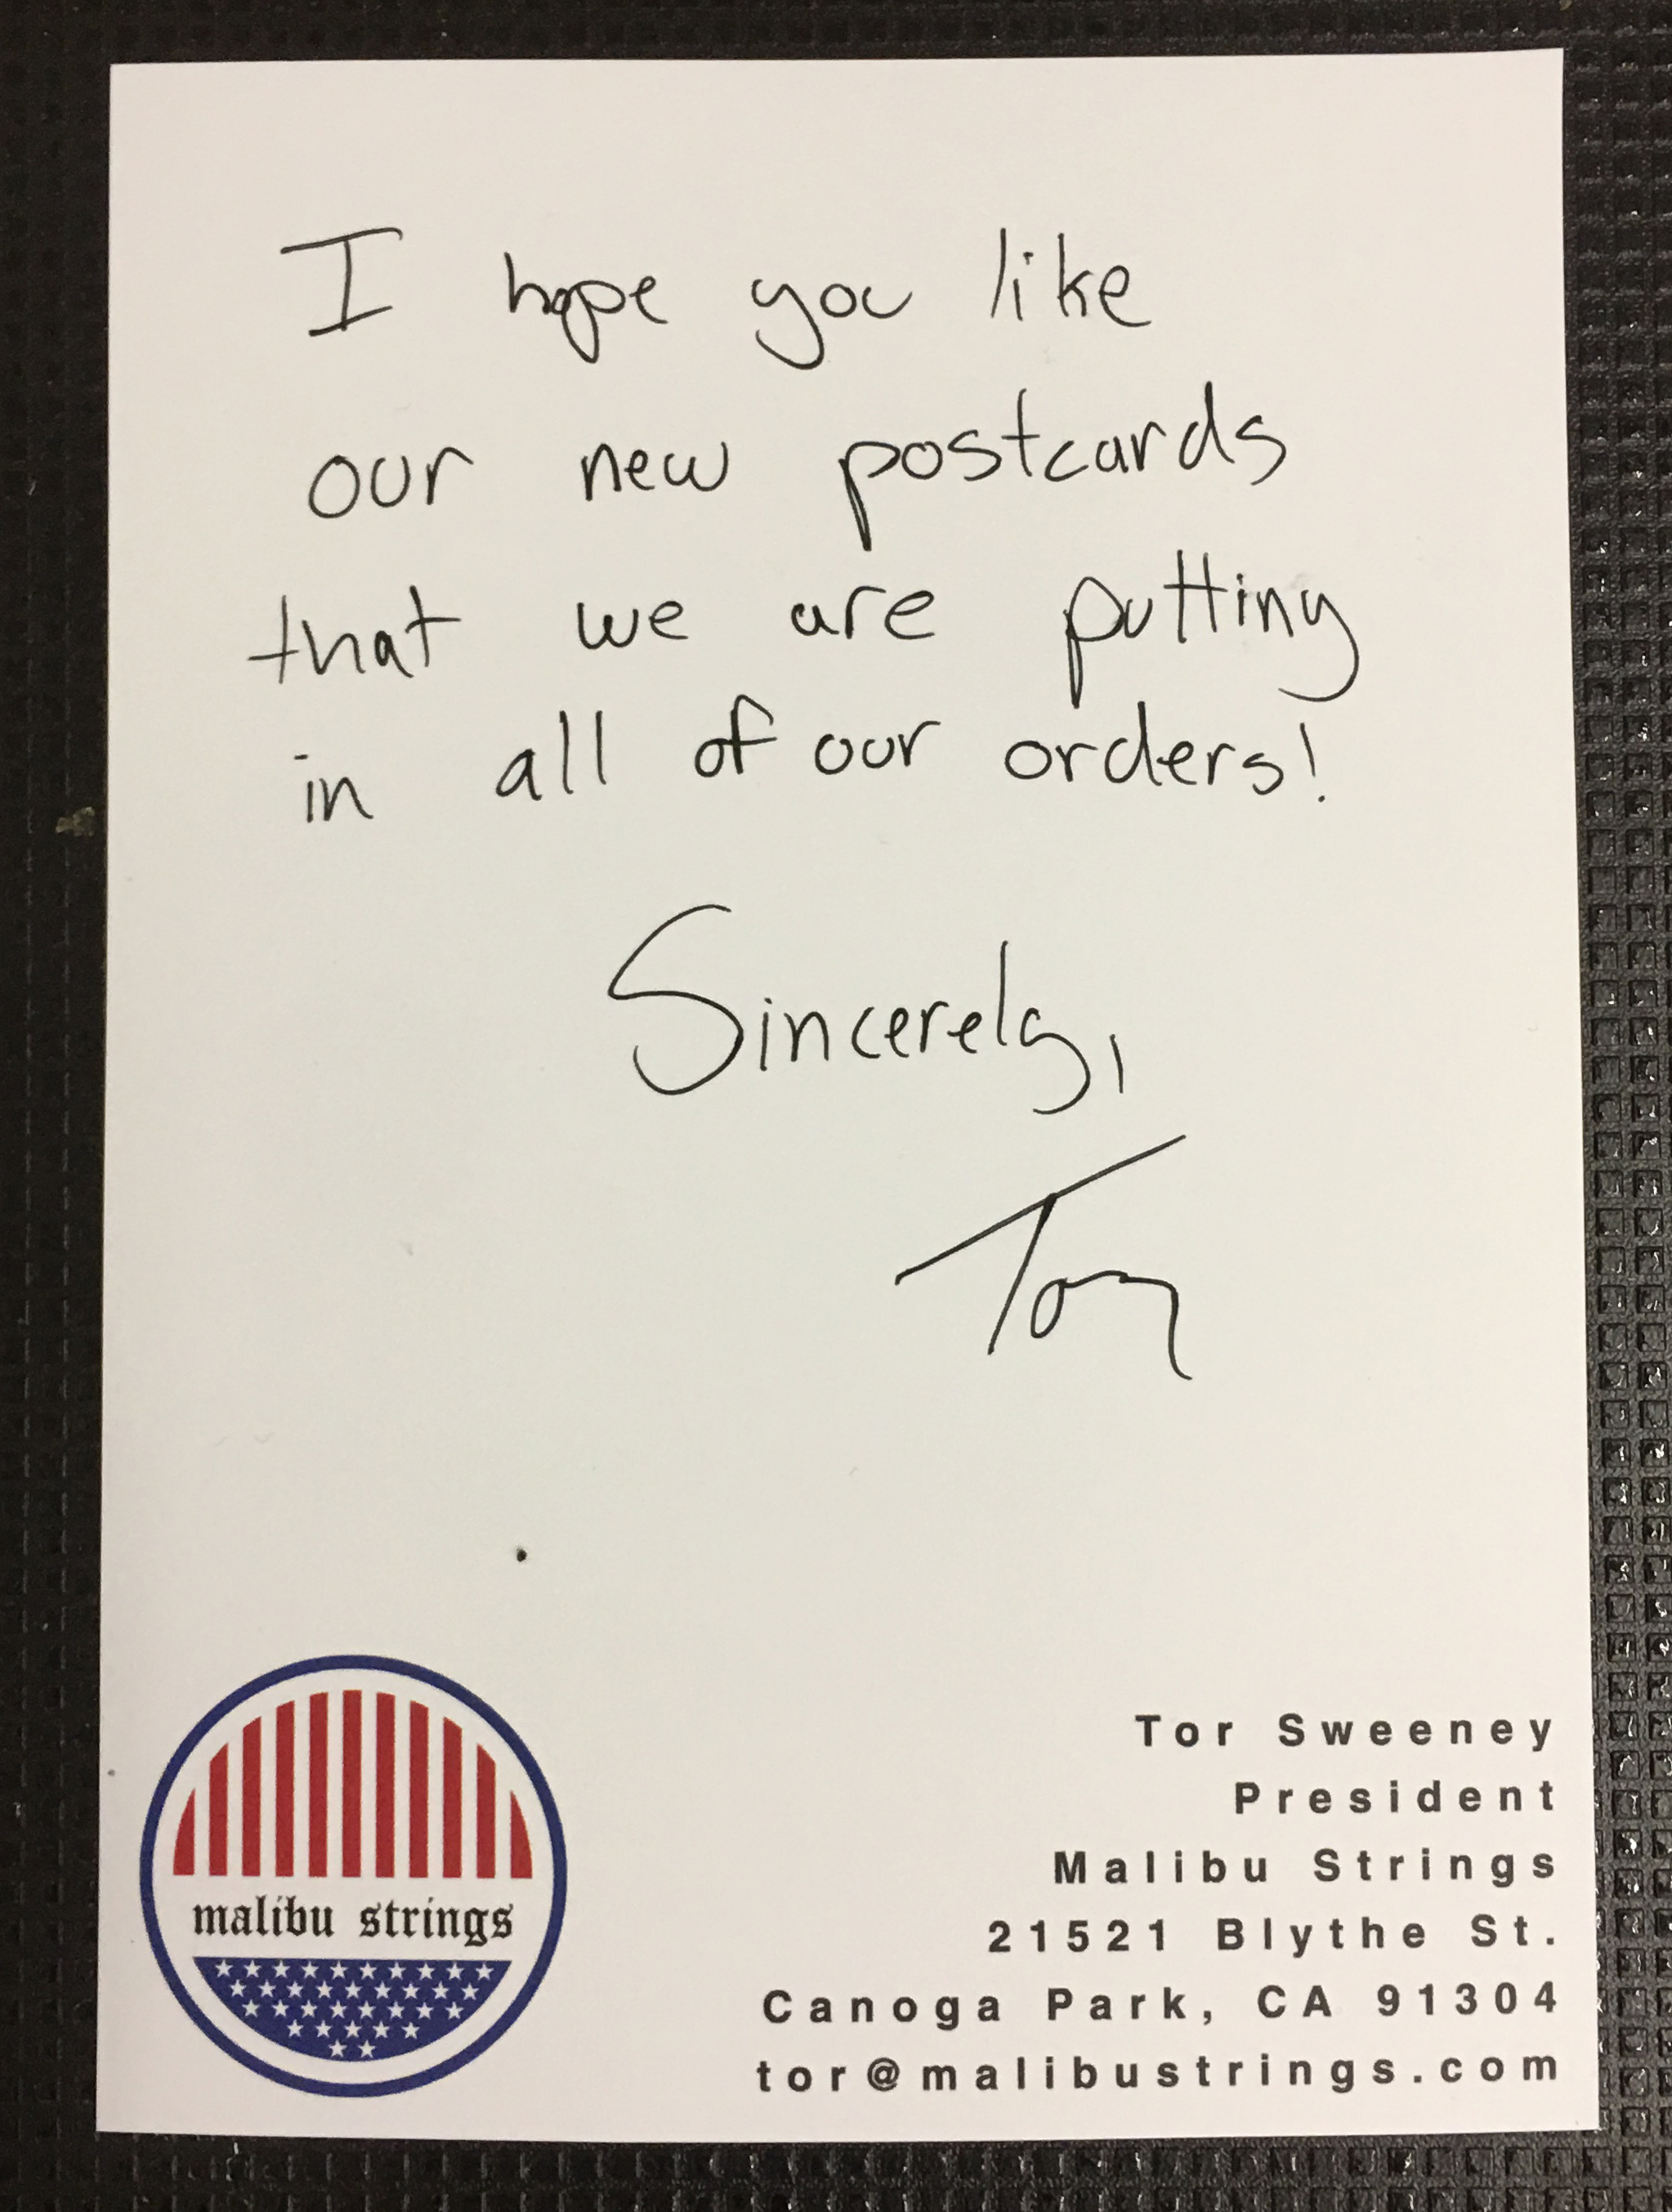 I hope you like
our new postcards
that we are putting
in all of our orders!
Sincerely,
Tor
malibu strings
Tor Sweeney
President
Malibu Strings
21521 Blythe St.
Canoga Park, CA 91304
tor@malibustrings.com